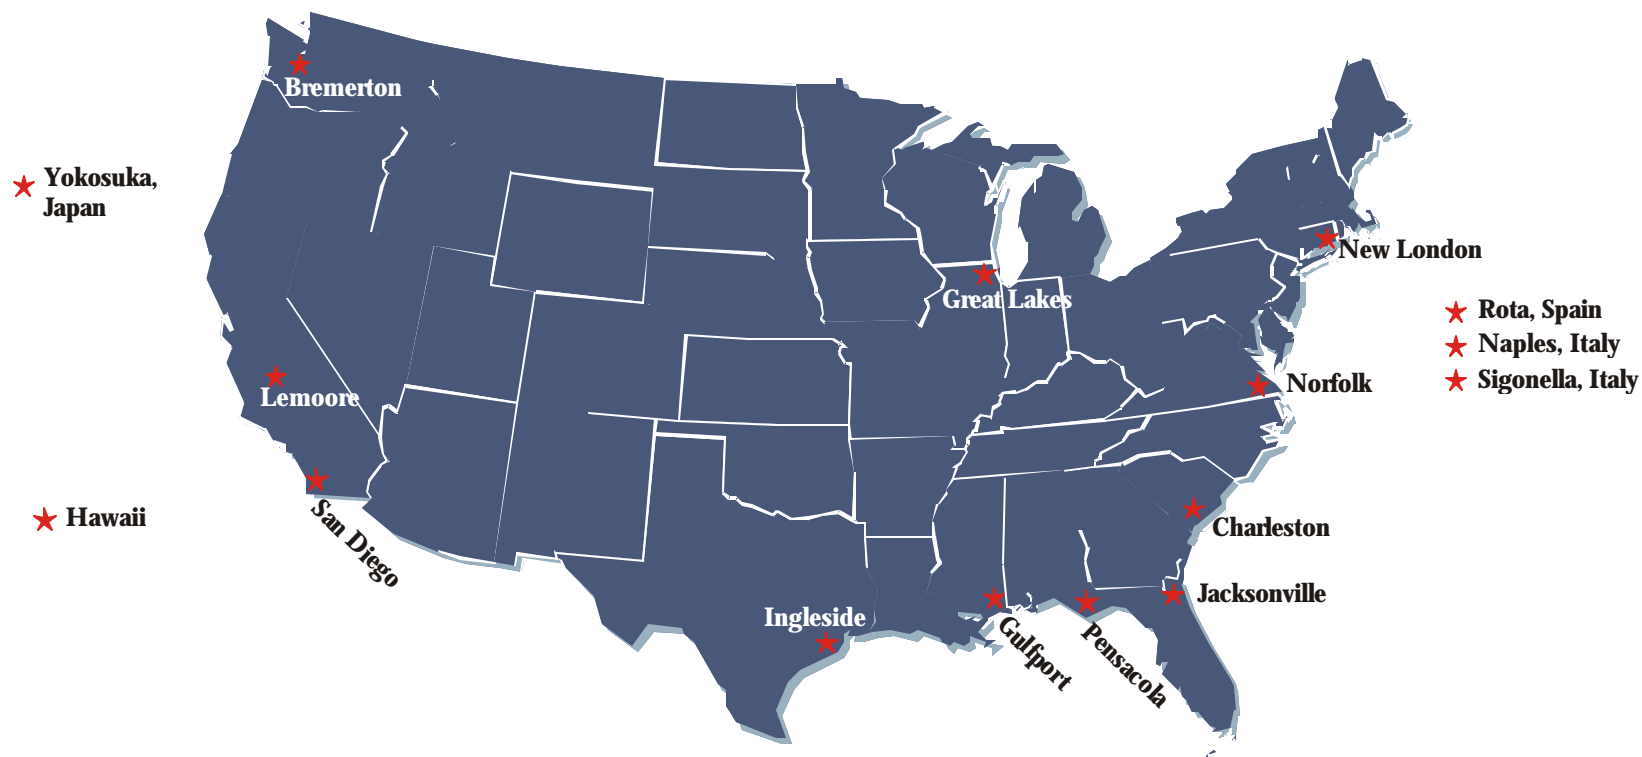 Bremerton
Yokosuka,
Japan
New London
Great Lakes
Rota, Spain
Naples, Italy
Sigonella, Italy
Norfolk
Lemoore
San Diego
Hawaii
Charleston
Jacksonville
Ingleside
Gulfport
Pensacola